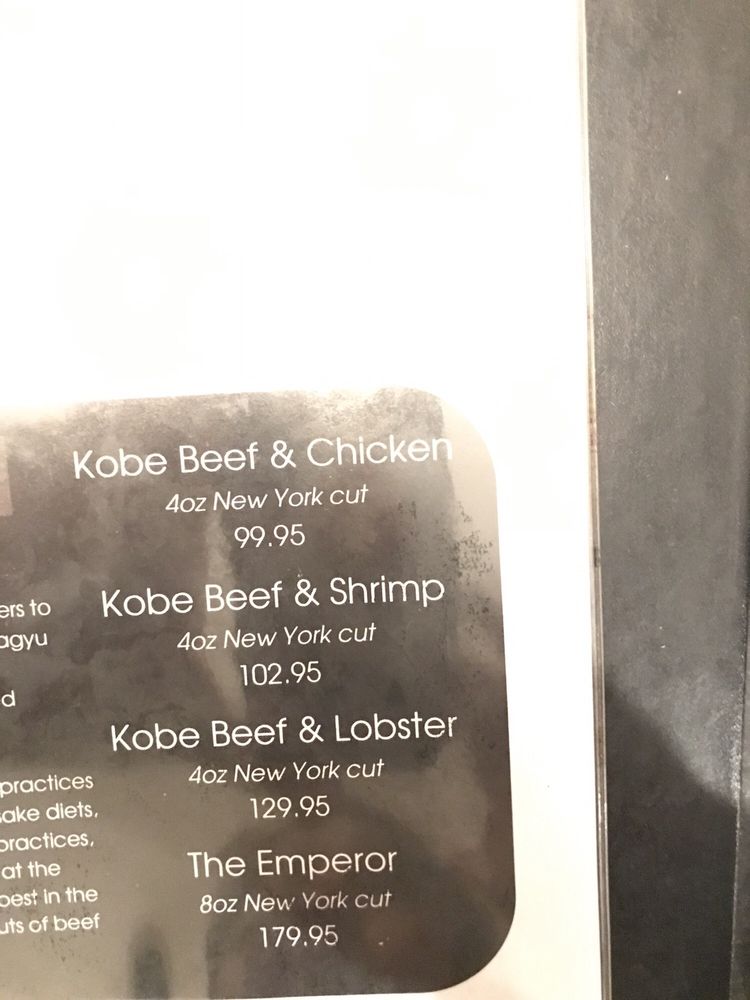 Kobe Beef & Chicken
4oz New York cut
99.95
Kobe Beef & Shrimp
4oz New York cut
102.95
Kobe Beef & Lobster
4oz New York cut
129.95
The Emperor
8oz New York cut
179.95
ers to
agyu
d
practices
sake diets,
practices,
at the
best in the
uts of beef